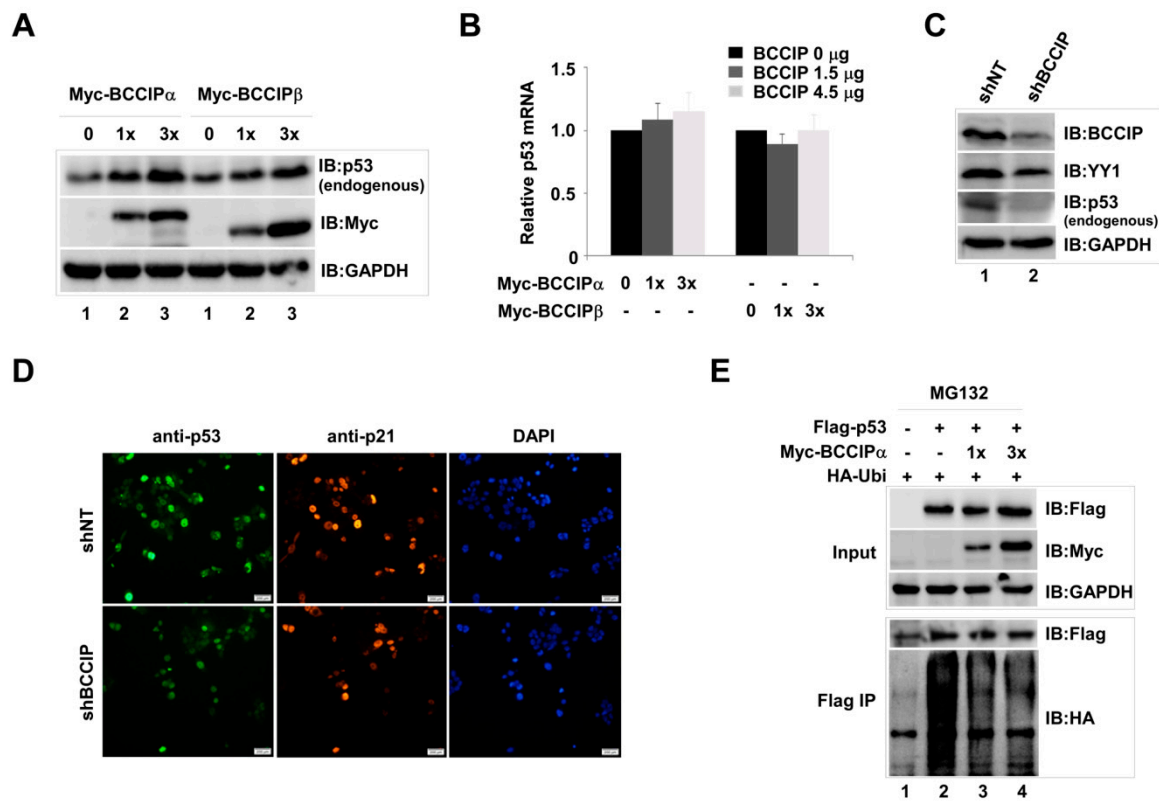 A
Myc-BCCIPα Myc-BCCIPβ
0 1x 3x 0 1x 3x
IB:p53
(endogenous)
IB:Myc
IB:GAPDH
1 2 3 1 2 3
B
BCCIP 0 μg
BCCIP 1.5 μg
BCCIP 4.5 μg
Relative p53 mRNA
1.5
1.0
0.5
0
Myc-BCCIPα 0 1x 3x - - -
Myc-BCCIPβ - - - 0 1x 3x
C
shNT shBCCIP
IB:BCCIP
IB:YY1
IB:p53
(endogenous)
IB:GAPDH
1 2
D
anti-p53 anti-p21 DAPI
shNT
shBCCIP
E
MG132
Flag-p53 - + + +
Myc-BCCIPα - - 1x 3x
HA-Ubi + + + +
Input
IB:Flag
IB:Myc
IB:GAPDH
Flag IP
IB:Flag
IB:HA
1 2 3 4